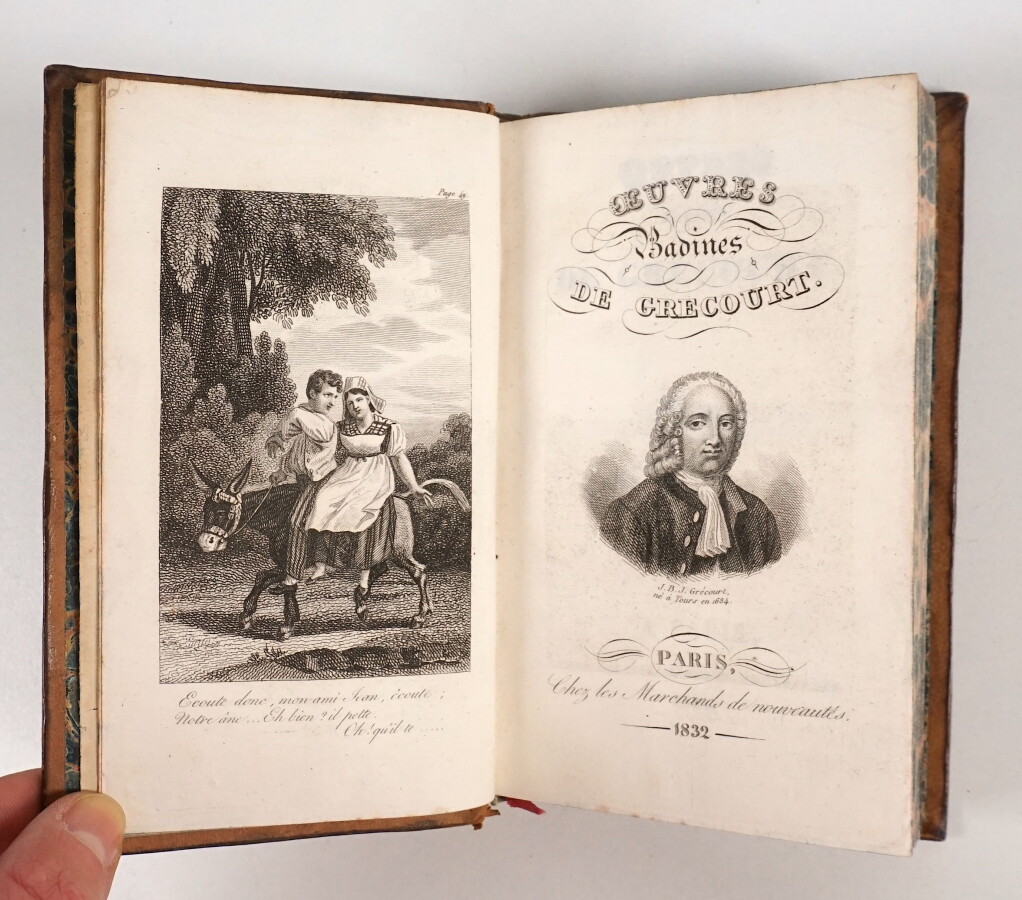 Page 49
Ecoute donc, mon ami Jean, écoute ;
Notre âne ... Eh bien ? il pette.
Oh ! qu'il te .....
ŒUVRES
Badines
DE GRECOURT.
J. B. J. Grécourt,
né à Tours en 1684.
PARIS,
Chez les Marchands de nouveautés.
1832